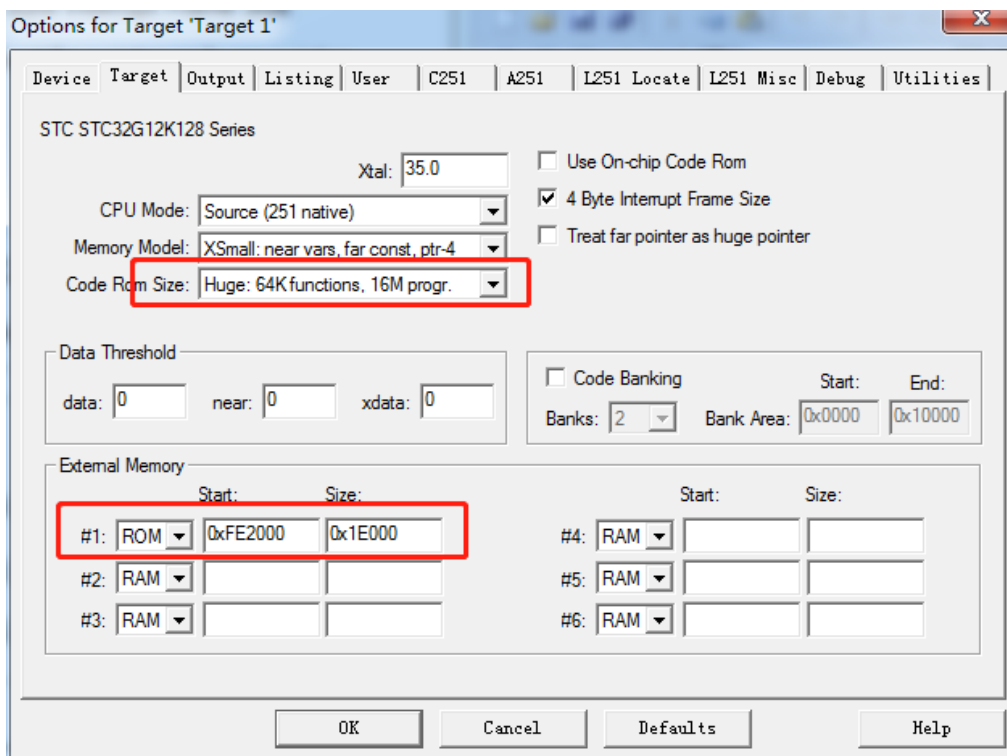 Options for Target 'Target 1'
Device Target Output Listing User C251 A251 L251 Locate L251 Misc Debug Utilities
STC STC32G12K128 Series
Xtal: 35.0
Use On-chip Code Rom
CPU Mode: Source (251 native)
4 Byte Interrupt Frame Size
Memory Model: XSmall: near vars, far const, ptr-4
Treat far pointer as huge pointer
Code Rom Size: Huge: 64K functions, 16M progr.
Data Threshold
data: 0 near: 0 xdata: 0
Code Banking Start: End:
Banks: 2 Bank Area: 0x0000 0x10000
External Memory
Start: Size: Start: Size:
#1: ROM 0xFE2000 0x1E000 #4: RAM
#2: RAM #5: RAM
#3: RAM #6: RAM
OK Cancel Defaults Help